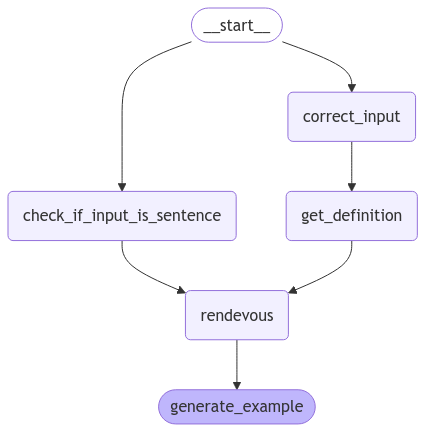 __start__
correct_input
check_if_input_is_sentence
get_definition
rendevous
generate_example